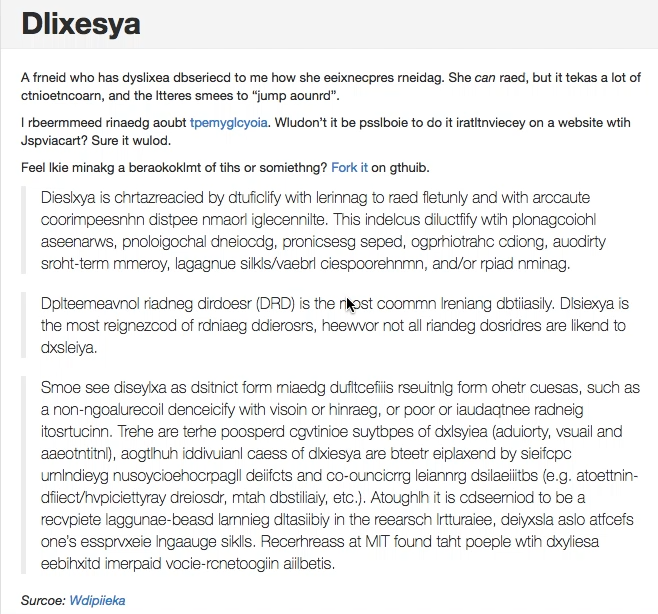 Dlixesya
A frneid who has dyslixea dbseriecd to me how she eeixnecpres rneidag. She can raed, but it tekas a lot of
ctnioetncoarn, and the ltteres smees to “jump aounrd”.
I rbeermmeed rinaedg aoubt tpemyglcyoia. Wludon’t it be psslboie to do it iratltnviecey on a website wtih
Jspviacart? Sure it wulod.
Feel lkie minakg a beraokoklmt of tihs or somiethng? Fork it on gthuib.
Dieslxya is chrtazreacied by dtuficlify with lerinnag to raed fletunly and with arccaute
coorimpeesnhn distpee nmaorl iglecennilte. This indelcus diluctfify wtih plonagcoiohl
aseenarws, pnoloigochal dneiocdg, pronicsesg seped, ogprhiotrahc cdiong, auodirty
sroht-term mmeroy, lagagnue silkls/vaebrl ciespoorehnmn, and/or rpiad nminag.
Dplteemeavnol riadneg dirdoesr (DRD) is the most coommn lreniang dbtiiasily. Dlsiexya is
the most reignezcod of rdniaeg ddierosrs, heewvor not all riandeg dosridres are likend to
dxsleiya.
Smoe see diseylxa as dsitnict form rniaedg dufltcefiiis rseuitnlg form ohetr cuesas, such as
a non-ngoalurecoil denceicify with visoin or hinraeg, or poor or iaudaqtnee radneig
itosrtucinn. Trehe are terhe poosperd cgvtinioe suytbpes of dxlsyiea (aduiorty, vsuail and
aaeotntitnl), aogtlhuh iddivuianl caess of dlxiesya are bteetr eiplaxend by sieifcpc
urnlndieyg nusoycioehocrpagll deiifcts and co-ouncicrrg leiannrg dsilaeiiitbs (e.g. atoettnin-
dfiiect/hvpiciettyray dreiosdr, mtah dbstiliaiy, etc.). Atoughlh it is cdseerniod to be a
recvpiete laggunae-beasd larnnieg dltasiibiy in the reearsch lrtturaiee, deiyxsla aslo atfcefs
one’s essprvxeie lngaauge siklls. Recerhreass at MIT found taht poeple wtih dxyliesa
eebihxitd imerpaid vocie-rcnetoogiin aiilbetis.
Surcoe: Wdipiieka